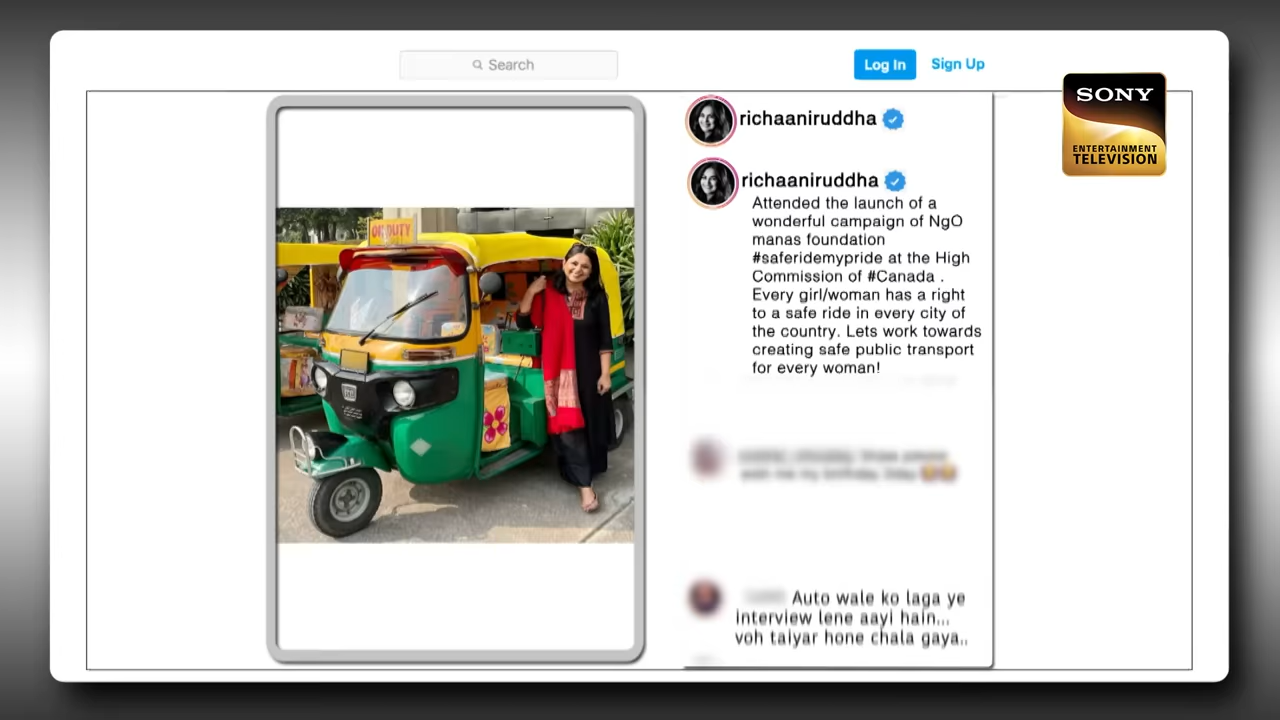 Search
Log In
Sign Up
SONY
ENTERTAINMENT
TELEVISION
ON DUTY
richaaniruddha
richaaniruddha
Attended the launch of a
wonderful campaign of NgO
manas foundation
#saferidemypride at the High
Commission of #Canada .
Every girl/woman has a right
to a safe ride in every city of
the country. Lets work towards
creating safe public transport
for every woman!
Auto wale ko laga ye
interview lene aayi hain...
voh taiyar hone chala gaya..